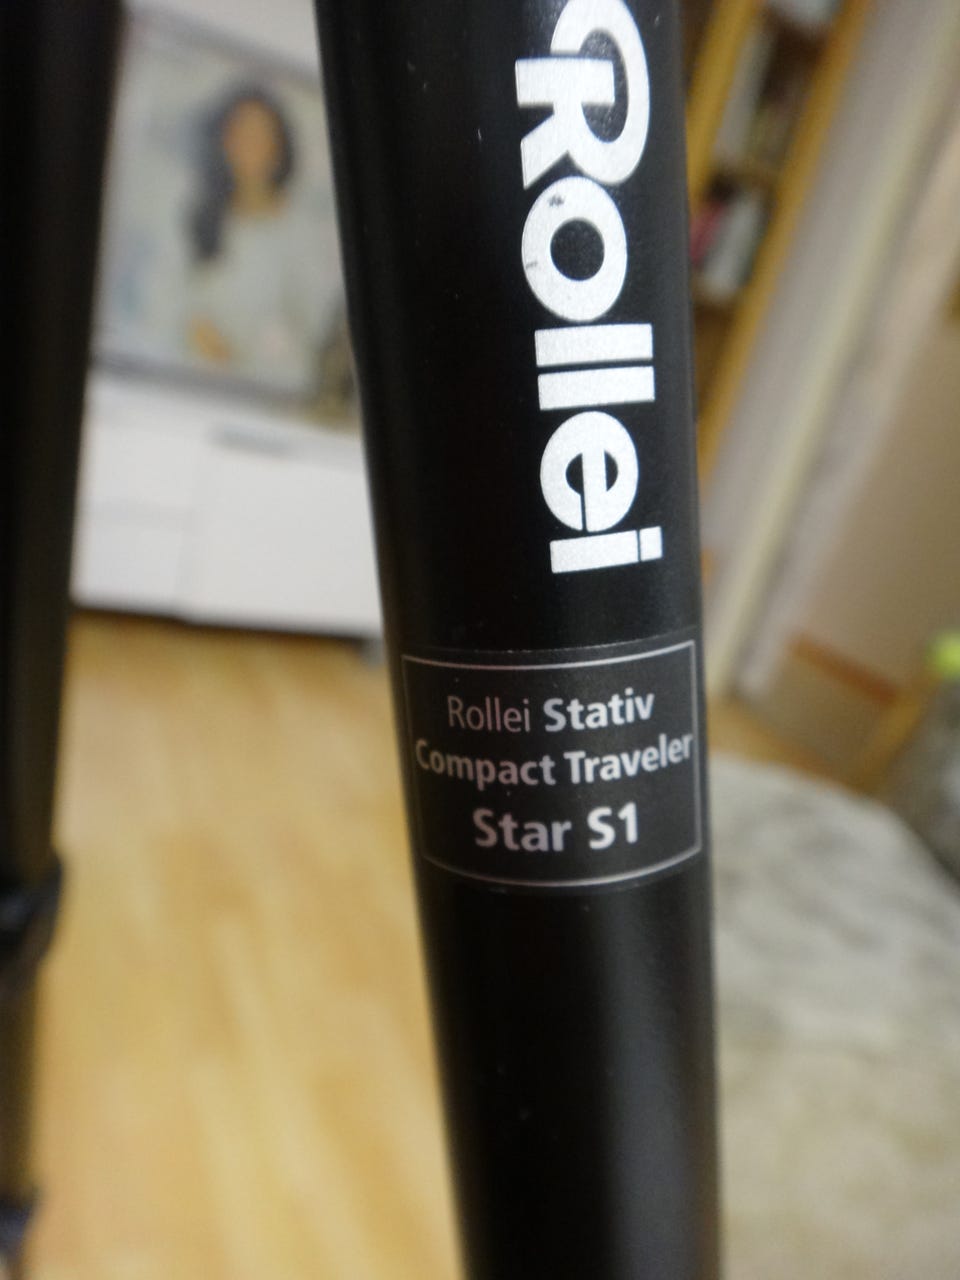 Rollei
Rollei Stativ
Compact Traveler
Star S1